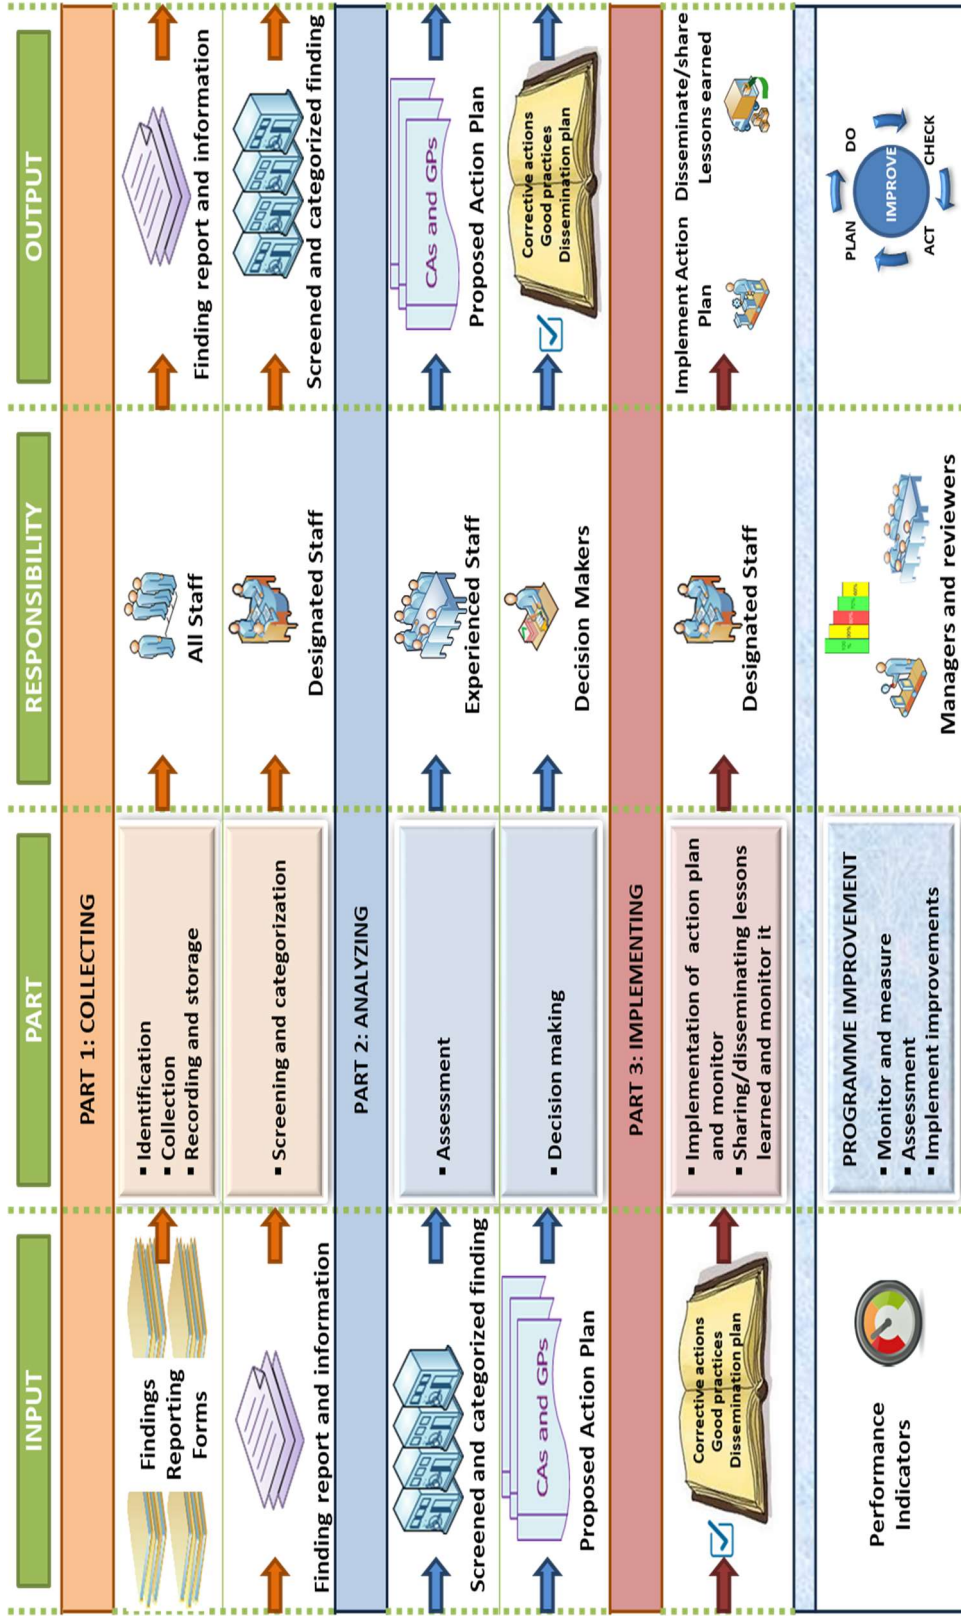 INPUT
PART
RESPONSIBILITY
OUTPUT
PART 1: COLLECTING
Findings
Reporting
Forms
▪ Identification
▪ Collection
▪ Recording and storage
All Staff
Finding report and information
Finding report and information
▪ Screening and categorization
Designated Staff
Screened and categorized finding
PART 2: ANALYZING
Screened and categorized finding
▪ Assessment
Experienced Staff
CAs and GPs
Proposed Action Plan
CAs and GPs
Proposed Action Plan
▪ Decision making
Decision Makers
Corrective actions
Good practices
Dissemination plan
PART 3: IMPLEMENTING
Corrective actions
Good practices
Dissemination plan
▪ Implementation of action plan
and monitor
▪ Sharing/disseminating lessons
learned and monitor it
Designated Staff
Implement Action
Plan
Disseminate/share
Lessons earned
Performance
Indicators
PROGRAMME IMPROVEMENT
▪ Monitor and measure
▪ Assessment
▪ Implement improvements
Managers and reviewers
PLAN
DO
IMPROVE
ACT
CHECK